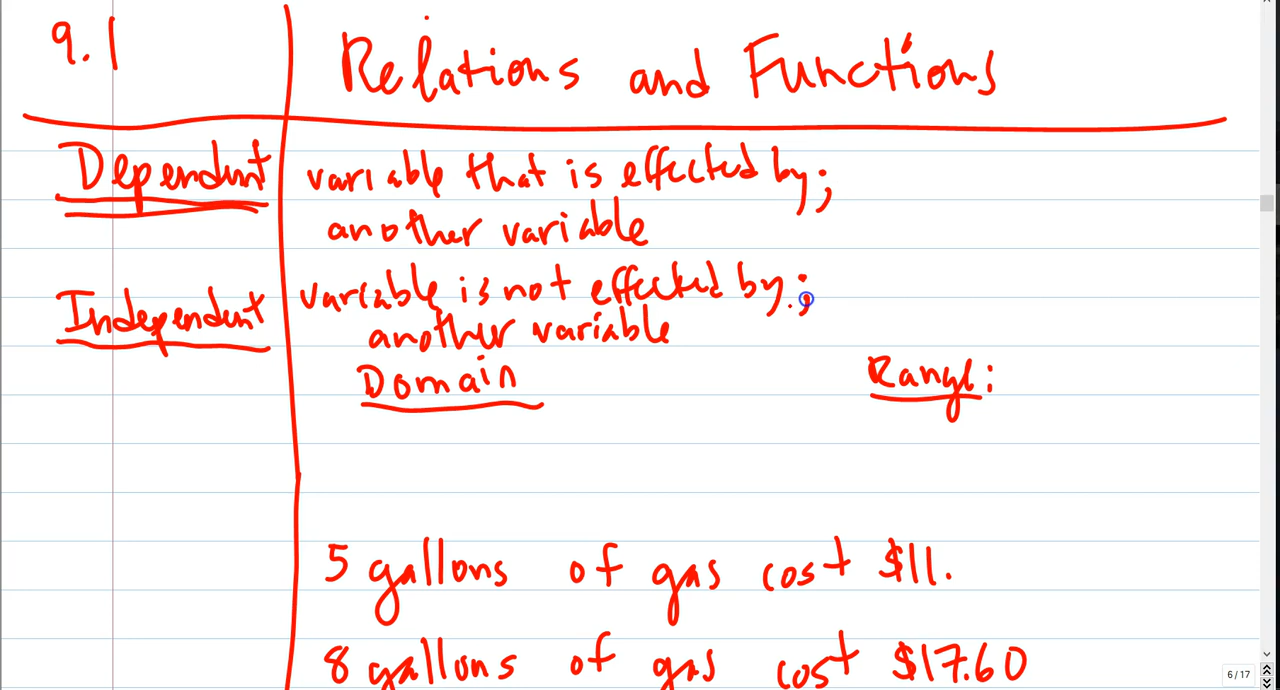 9.1 Relations and Functions
Dependent variable that is effected by;
another variable
Independent variable is not effected by.;
another variable
Domain Range:
5 gallons of gas cost $11.
8 gallons of gas cost $17.60
6 / 17